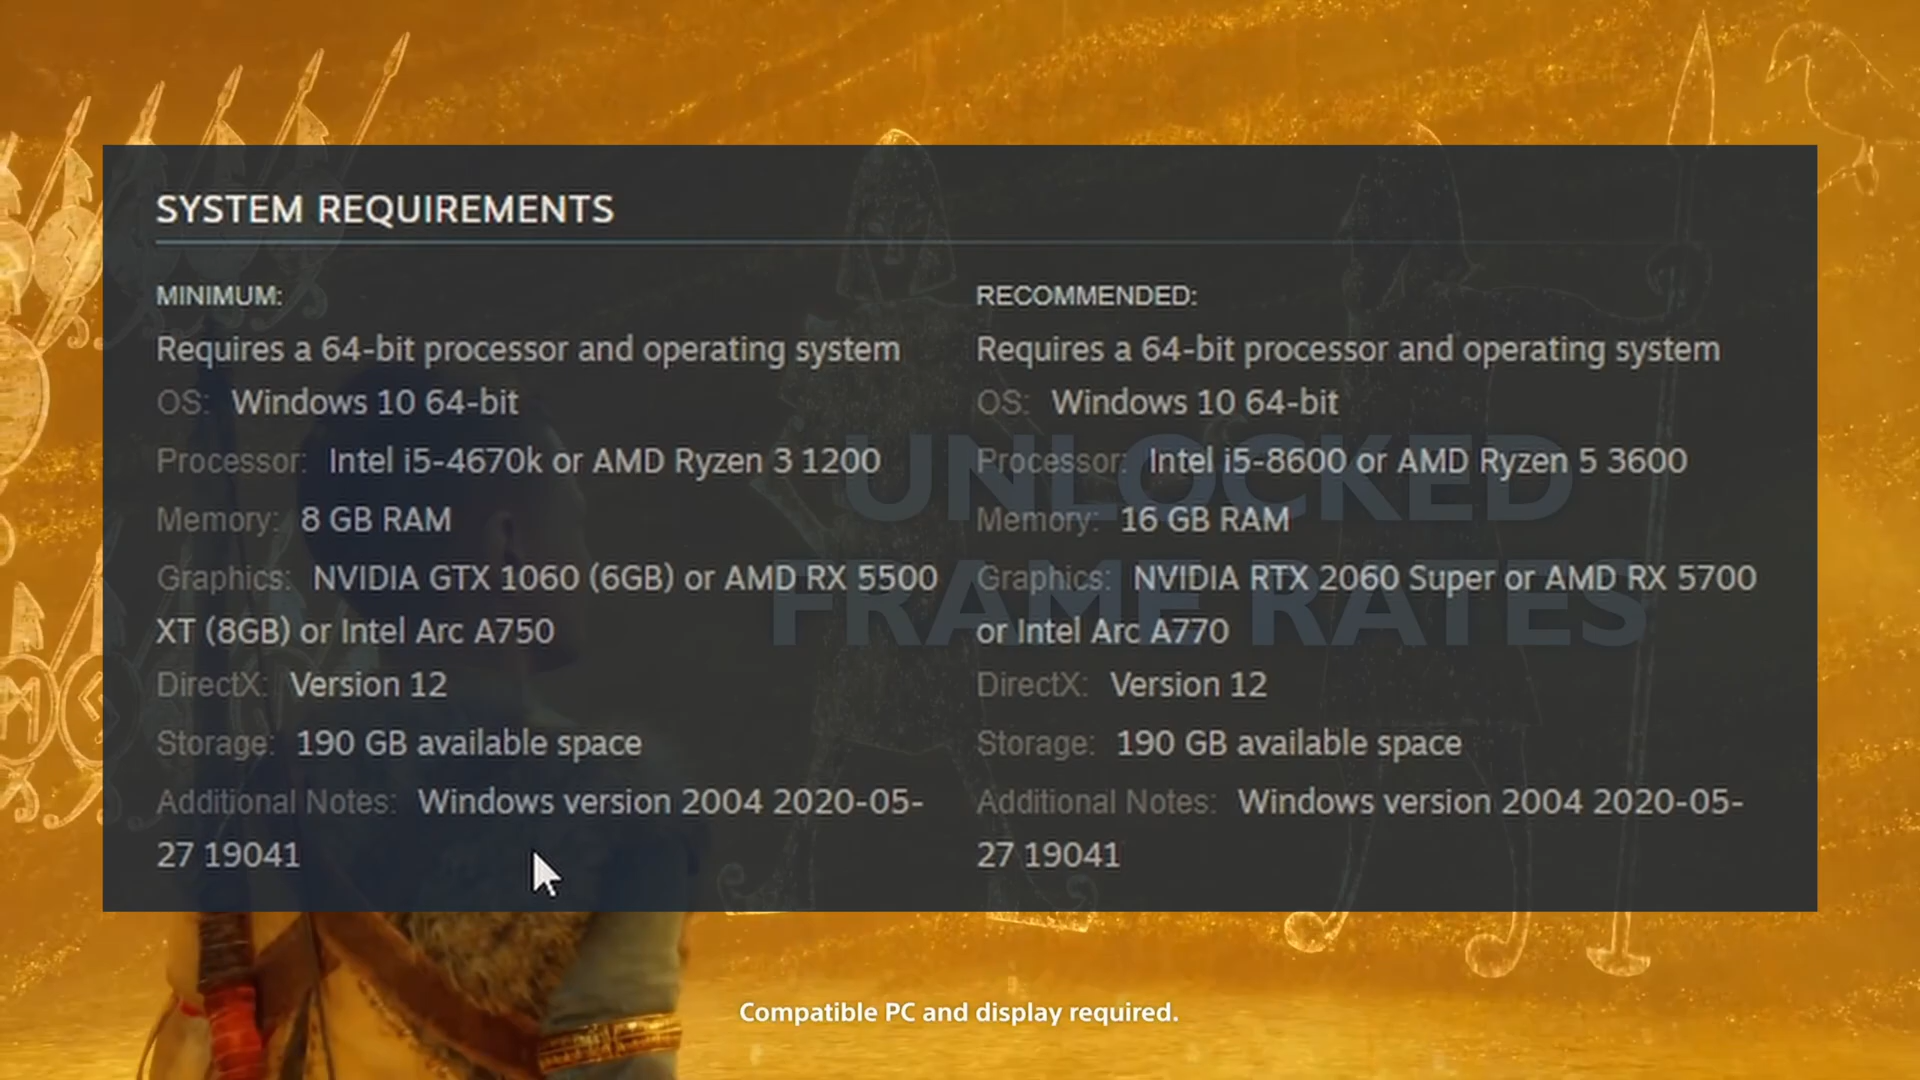 SYSTEM REQUIREMENTS
MINIMUM:
Requires a 64-bit processor and operating system
OS: Windows 10 64-bit
Processor: Intel i5-4670k or AMD Ryzen 3 1200
Memory: 8 GB RAM
Graphics: NVIDIA GTX 1060 (6GB) or AMD RX 5500
XT (8GB) or Intel Arc A750
DirectX: Version 12
Storage: 190 GB available space
Additional Notes: Windows version 2004 2020-05-
27 19041
RECOMMENDED:
Requires a 64-bit processor and operating system
OS: Windows 10 64-bit
Processor: Intel i5-8600 or AMD Ryzen 5 3600
Memory: 16 GB RAM
Graphics: NVIDIA RTX 2060 Super or AMD RX 5700
or Intel Arc A770
DirectX: Version 12
Storage: 190 GB available space
Additional Notes: Windows version 2004 2020-05-
27 19041
UNLOCKED
FRAME RATES
Compatible PC and display required.